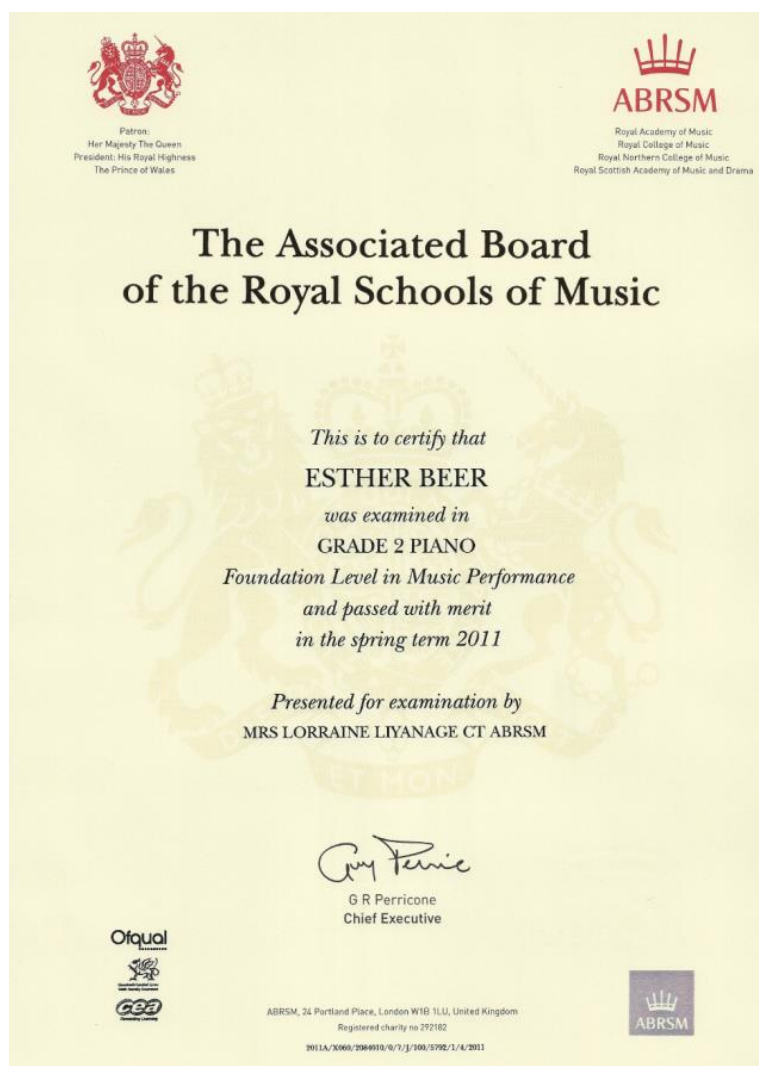 Patron:
Her Majesty The Queen
President: His Royal Highness
The Prince of Wales
ABRSM
Royal Academy of Music
Royal College of Music
Royal Northern College of Music
Royal Scottish Academy of Music and Drama
The Associated Board
of the Royal Schools of Music
This is to certify that
ESTHER BEER
was examined in
GRADE 2 PIANO
Foundation Level in Music Performance
and passed with merit
in the spring term 2011
Presented for examination by
MRS LORRAINE LIYANAGE CT ABRSM
ET HON
G R Perricone
Chief Executive
Ofqual
cea
ABRSM
ABRSM, 24 Portland Place, London W1B 1LU, United Kingdom
Registered charity no 292182